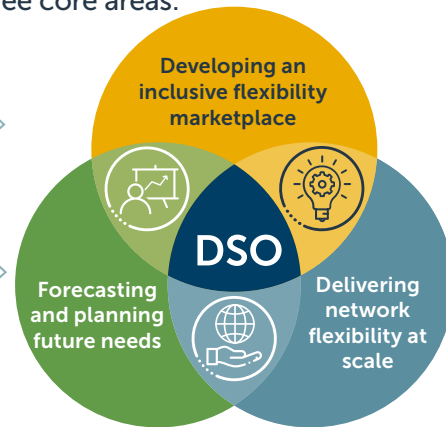 ee core areas.
Developing an
inclusive flexibility
marketplace
DSO
Forecasting
and planning
future needs
Delivering
network
flexibility at
scale